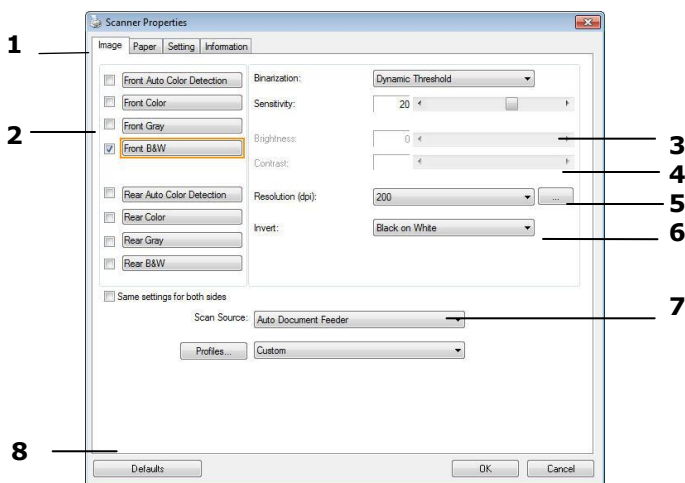 Scanner Properties
1
Image Paper Setting Information
Front Auto Color Detection
Binarization: Dynamic Threshold
Front Color
Sensitivity: 20
2
Front Gray
Brightness: 0
3
Front B&W
Contrast:
4
Rear Auto Color Detection
Resolution (dpi): 200 ...
5
Rear Color
Invert: Black on White
6
Rear Gray
Rear B&W
Same settings for both sides
Scan Source: Auto Document Feeder
7
Profiles... Custom
8
Defaults OK Cancel